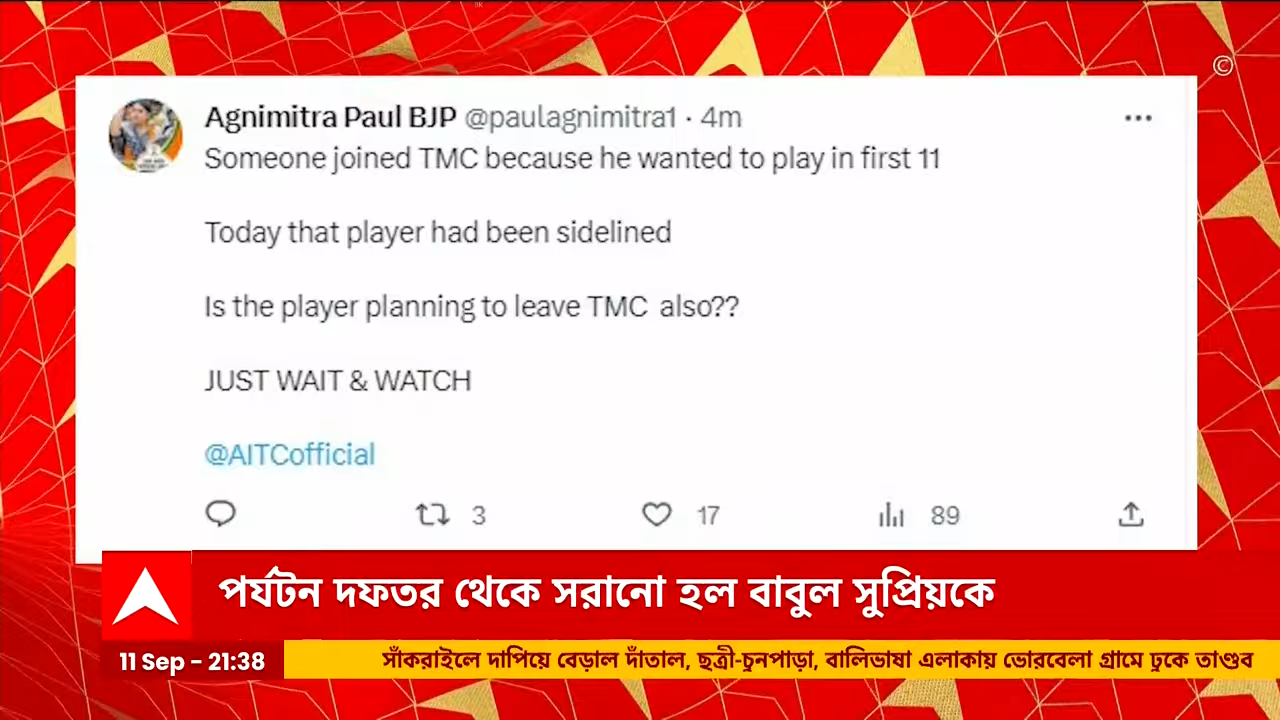 ©
Agnimitra Paul BJP @paulagnimitra1 · 4m
Someone joined TMC because he wanted to play in first 11
Today that player had been sidelined
Is the player planning to leave TMC also??
JUST WAIT & WATCH
@AITCofficial
3 17 89
পর্যটন দফতর থেকে সরানো হল বাবুল সুপ্রিয়কে
11 Sep - 21:38
সাঁকরাইলে দাপিয়ে বেড়াল দাঁতাল, ছত্রী-চুনপাড়া, বালিভাষা এলাকায় ভোরবেলা গ্রামে ঢুকে তাণ্ডব